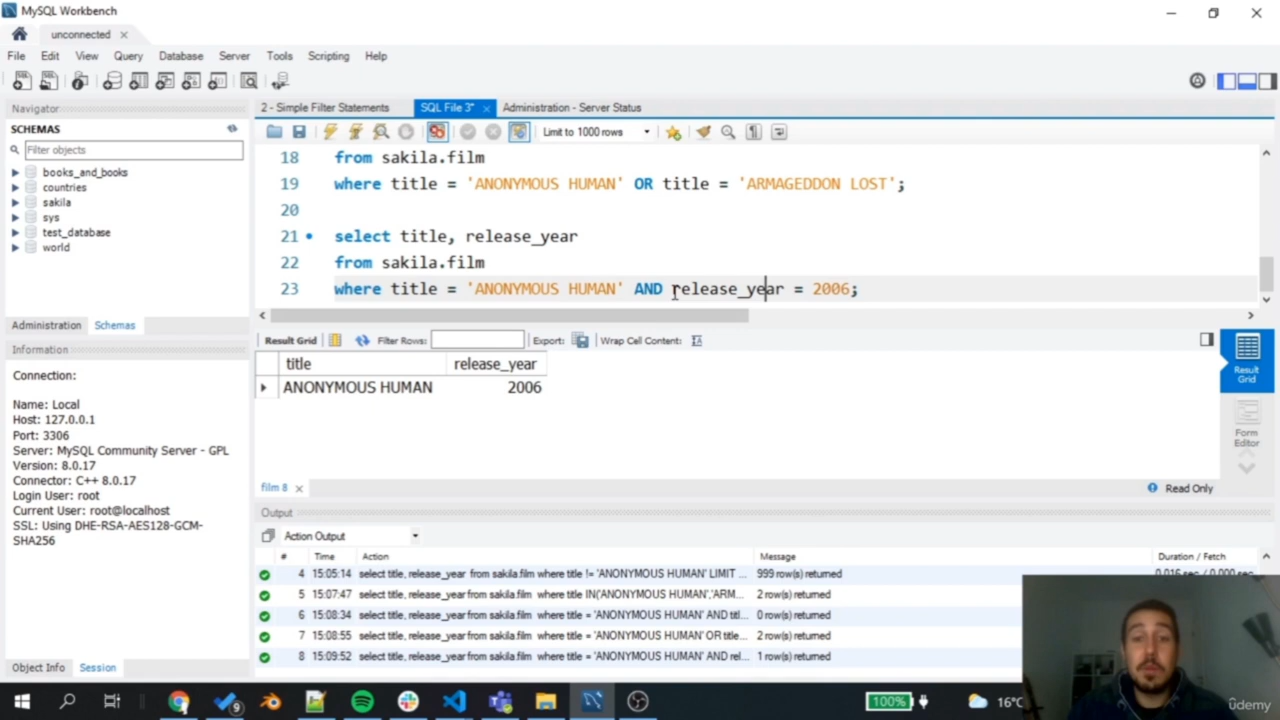 MySQL Workbench
unconnected
File Edit View Query Database Server Tools Scripting Help
Navigator
SCHEMAS
Filter objects
books_and_books
countries
sakila
sys
test_database
world
Administration Schemas
Information
Connection:
Name: Local
Host: 127.0.0.1
Port: 3306
Server: MySQL Community Server - GPL
Version: 8.0.17
Connector: C++ 8.0.17
Login User: root
Current User: root@localhost
SSL: Using DHE-RSA-AES128-GCM-
SHA256
Object Info Session
2 - Simple Filter Statements SQL File 3* Administration - Server Status
Limit to 1000 rows
18 from sakila.film
19 where title = 'ANONYMOUS HUMAN' OR title = 'ARMAGEDDON LOST';
20
21 select title, release_year
22 from sakila.film
23 where title = 'ANONYMOUS HUMAN' AND release_year = 2006;
Result Grid Filter Rows: Export: Wrap Cell Content:
title release_year
ANONYMOUS HUMAN 2006
Result
Grid
Form
Editor
film 8
Read Only
Output
Action Output
# Time Action Message Duration / Fetch
4 15:05:14 select title, release_year from sakila.film where title != 'ANONYMOUS HUMAN' LIMIT ... 999 row(s) returned 0.016 sec / 0.000 sec
5 15:07:47 select title, release_year from sakila.film where title IN('ANONYMOUS HUMAN','ARM... 2 row(s) returned
6 15:08:34 select title, release_year from sakila.film where title = 'ANONYMOUS HUMAN' AND titl... 0 row(s) returned
7 15:08:55 select title, release_year from sakila.film where title = 'ANONYMOUS HUMAN' OR title... 2 row(s) returned
8 15:09:52 select title, release_year from sakila.film where title = 'ANONYMOUS HUMAN' AND rel... 1 row(s) returned
9
100%
16°C
ûdemy